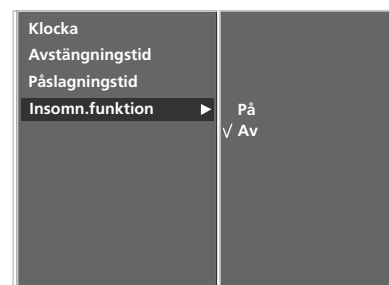 Klocka
Avstängningstid
Påslagningstid
Insomn.funktion ▶ På
√ Av